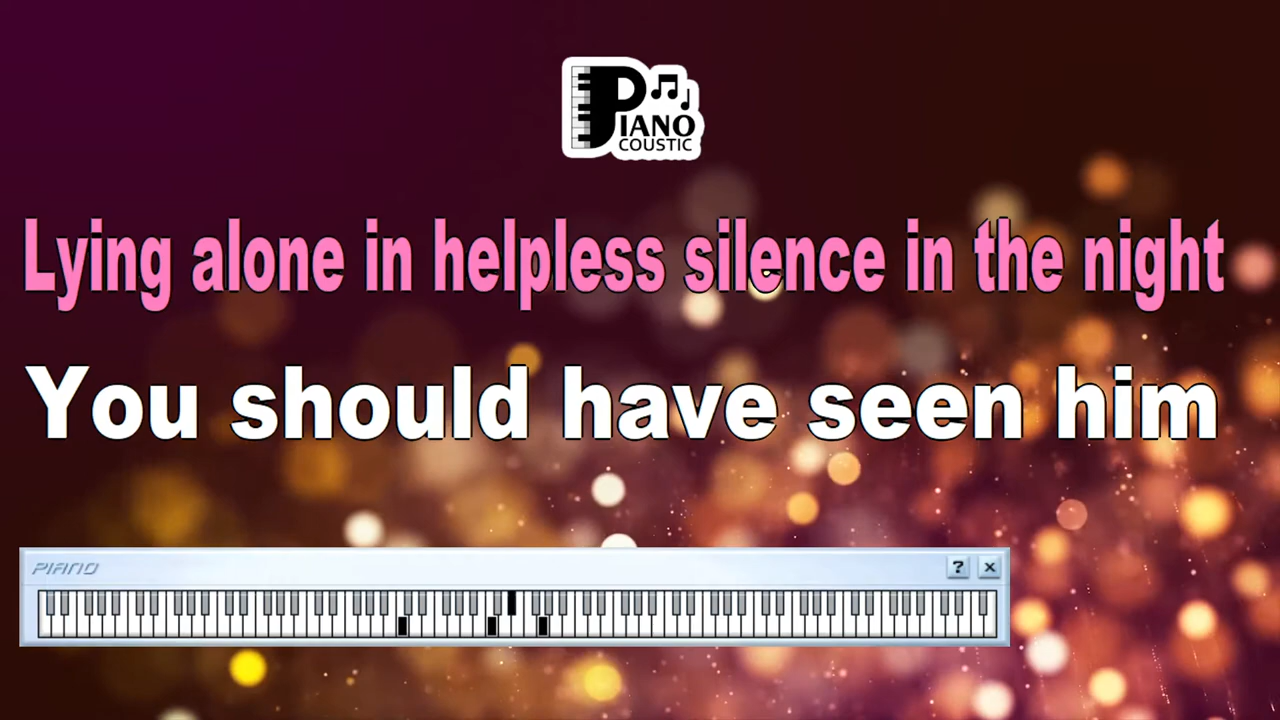 PIANO
COUSTIC
Lying alone in helpless silence in the night
You should have seen him
PIANO
? ×